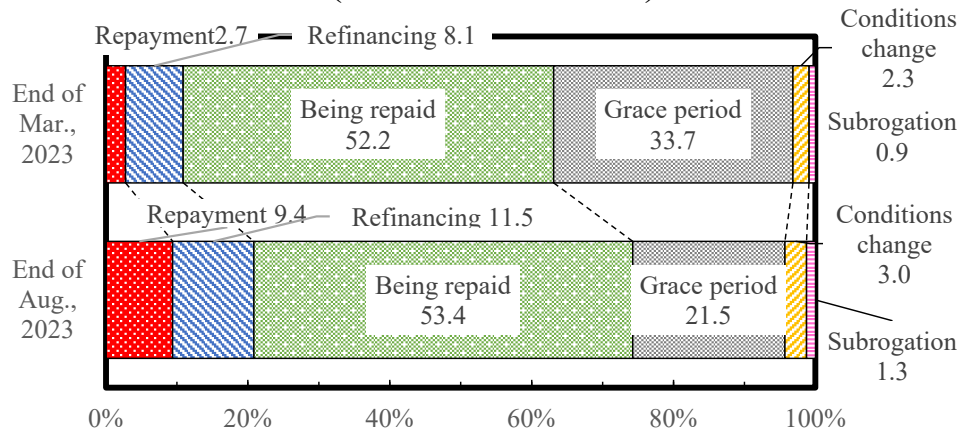 Repayment2.7
Refinancing 8.1
Conditions
change
2.3
End of
Mar.,
2023
Being repaid
52.2
Grace period
33.7
Subrogation
0.9
Repayment 9.4
Refinancing 11.5
Conditions
change
3.0
End of
Aug.,
2023
Being repaid
53.4
Grace period
21.5
Subrogation
1.3
0%
20%
40%
60%
80%
100%